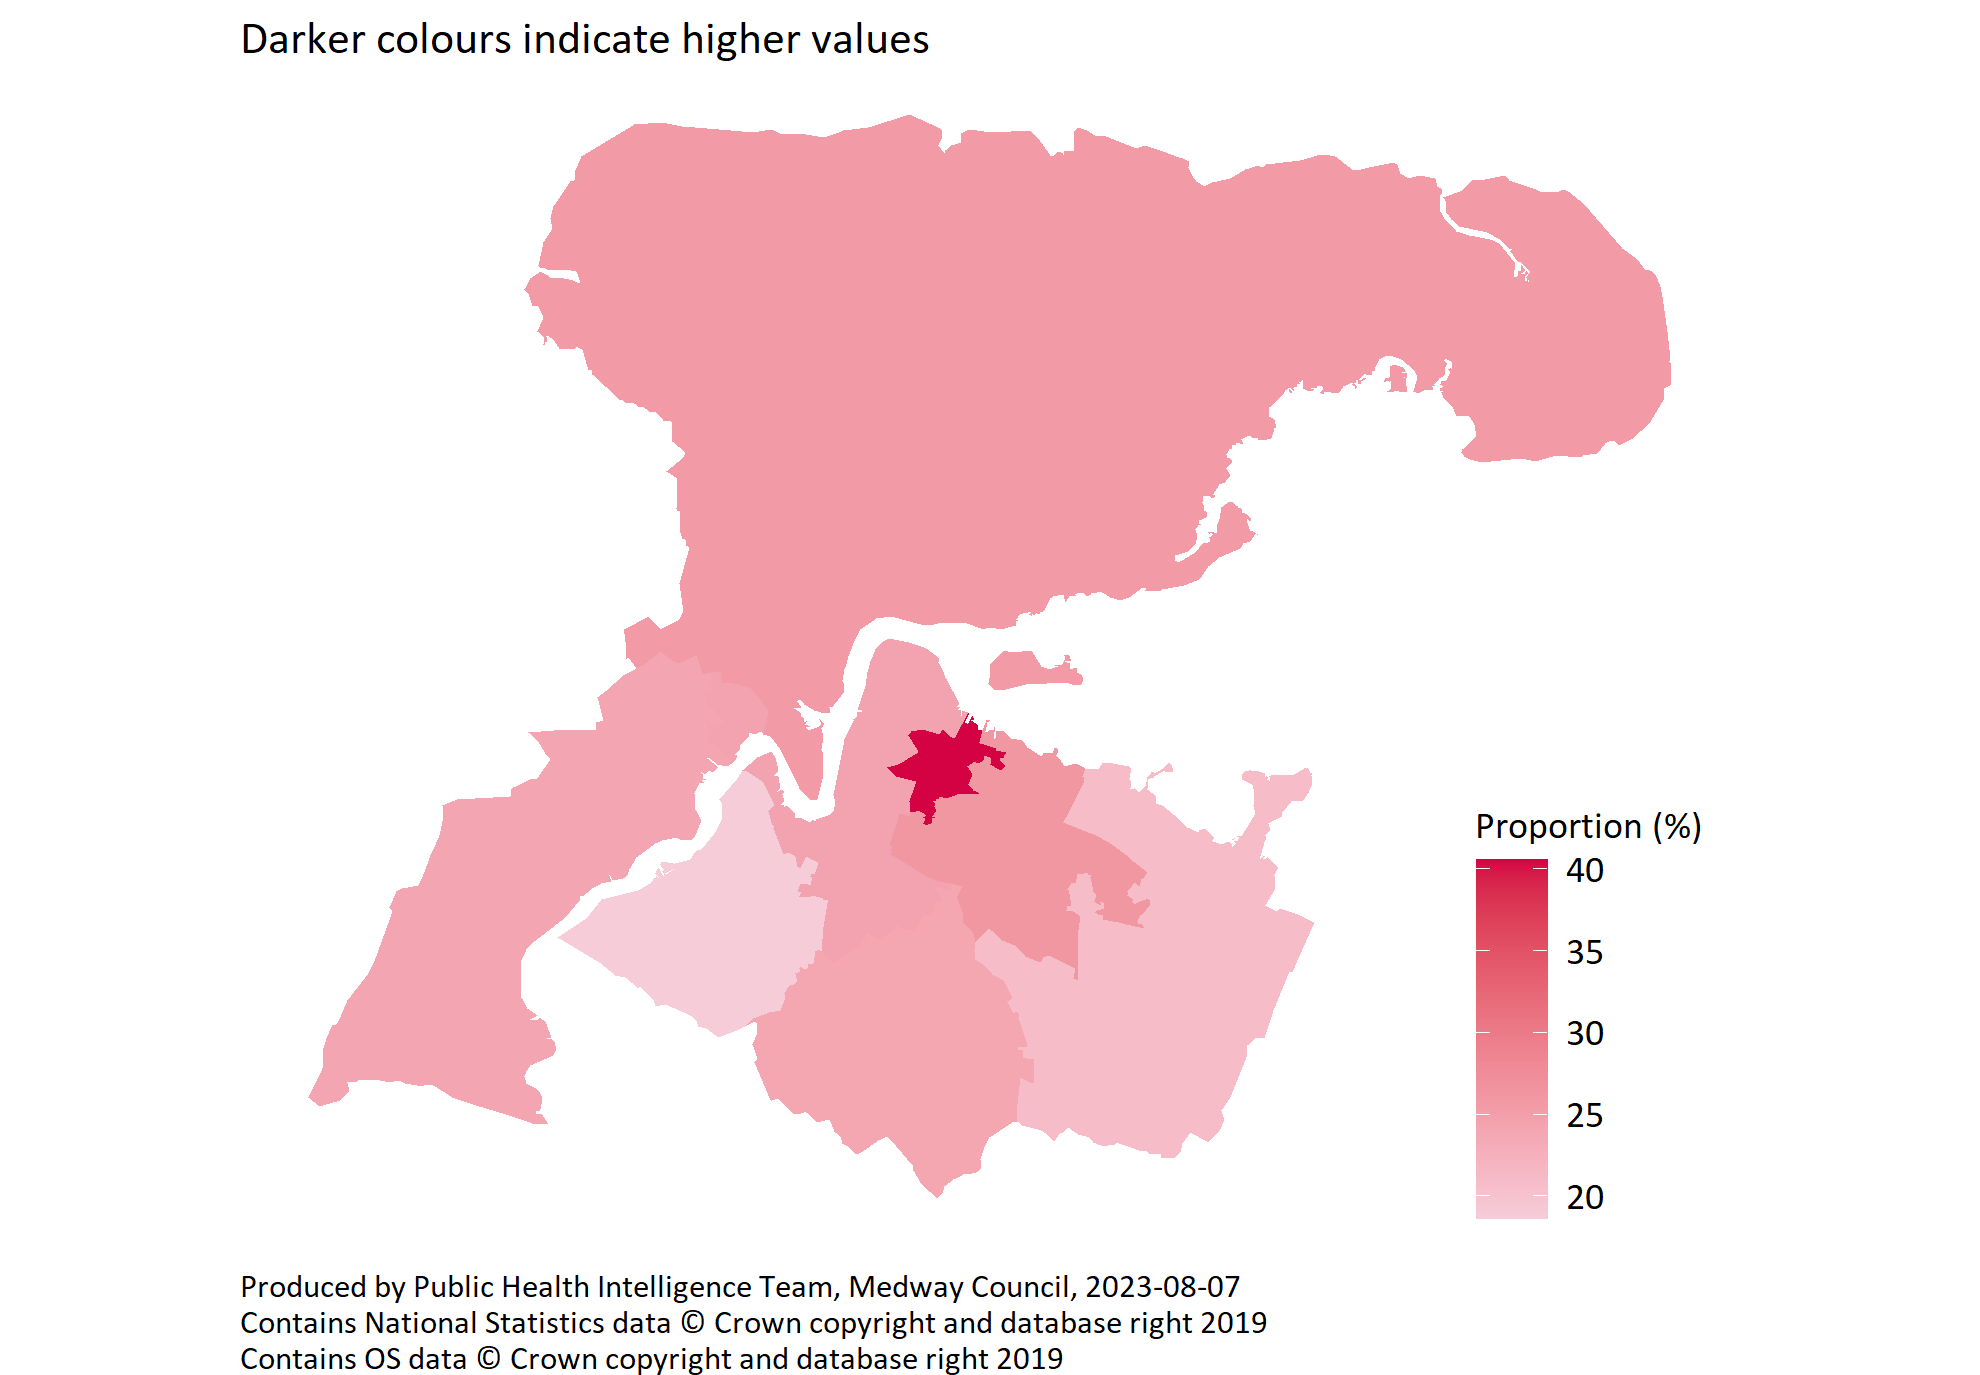 Darker colours indicate higher values
Proportion (%)
40
35
30
25
20
Produced by Public Health Intelligence Team, Medway Council, 2023-08-07
Contains National Statistics data © Crown copyright and database right 2019
Contains OS data © Crown copyright and database right 2019